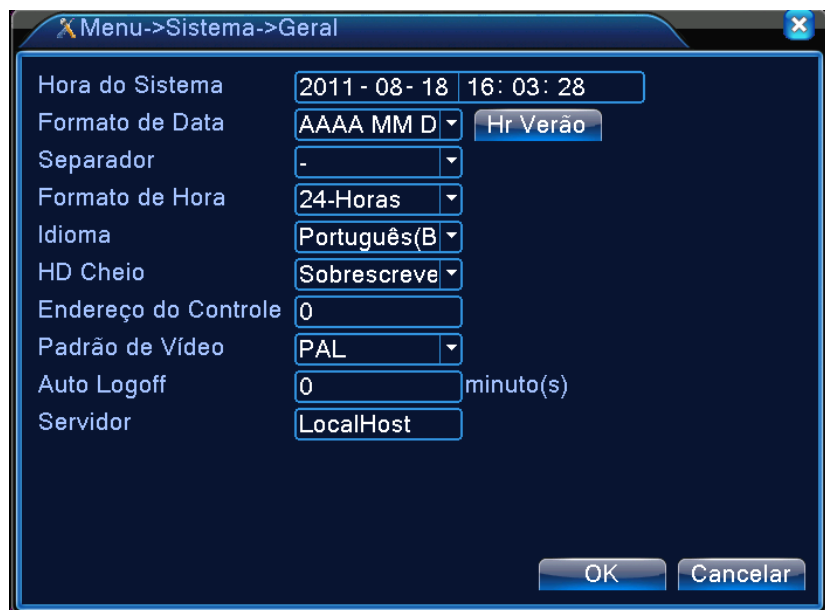 Menu->Sistema->Geral
Hora do Sistema 2011 - 08 - 18 16: 03: 28
Formato de Data AAAA MM D Hr Verão
Separador -
Formato de Hora 24-Horas
Idioma Português(B
HD Cheio Sobrescreve
Endereço do Controle 0
Padrão de Vídeo PAL
Auto Logoff 0 minuto(s)
Servidor LocalHost
OK Cancelar